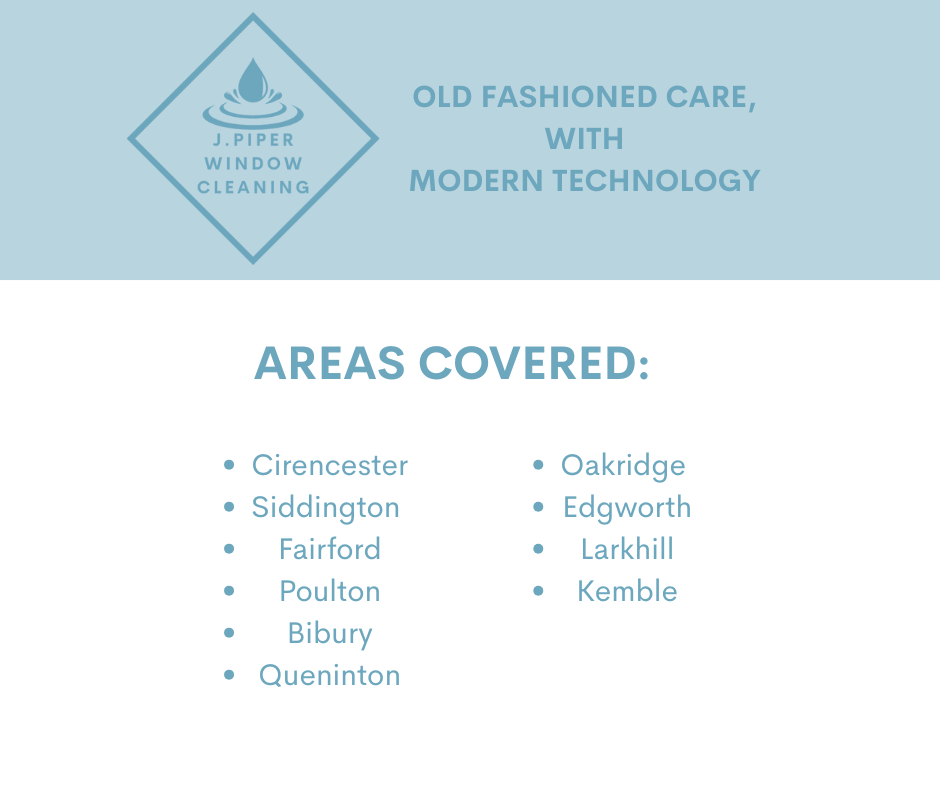 J.PIPER
WINDOW
CLEANING
OLD FASHIONED CARE,
WITH
MODERN TECHNOLOGY
AREAS COVERED:
• Cirencester
• Siddington
• Fairford
• Poulton
• Bibury
• Queninton
• Oakridge
• Edgworth
• Larkhill
• Kemble